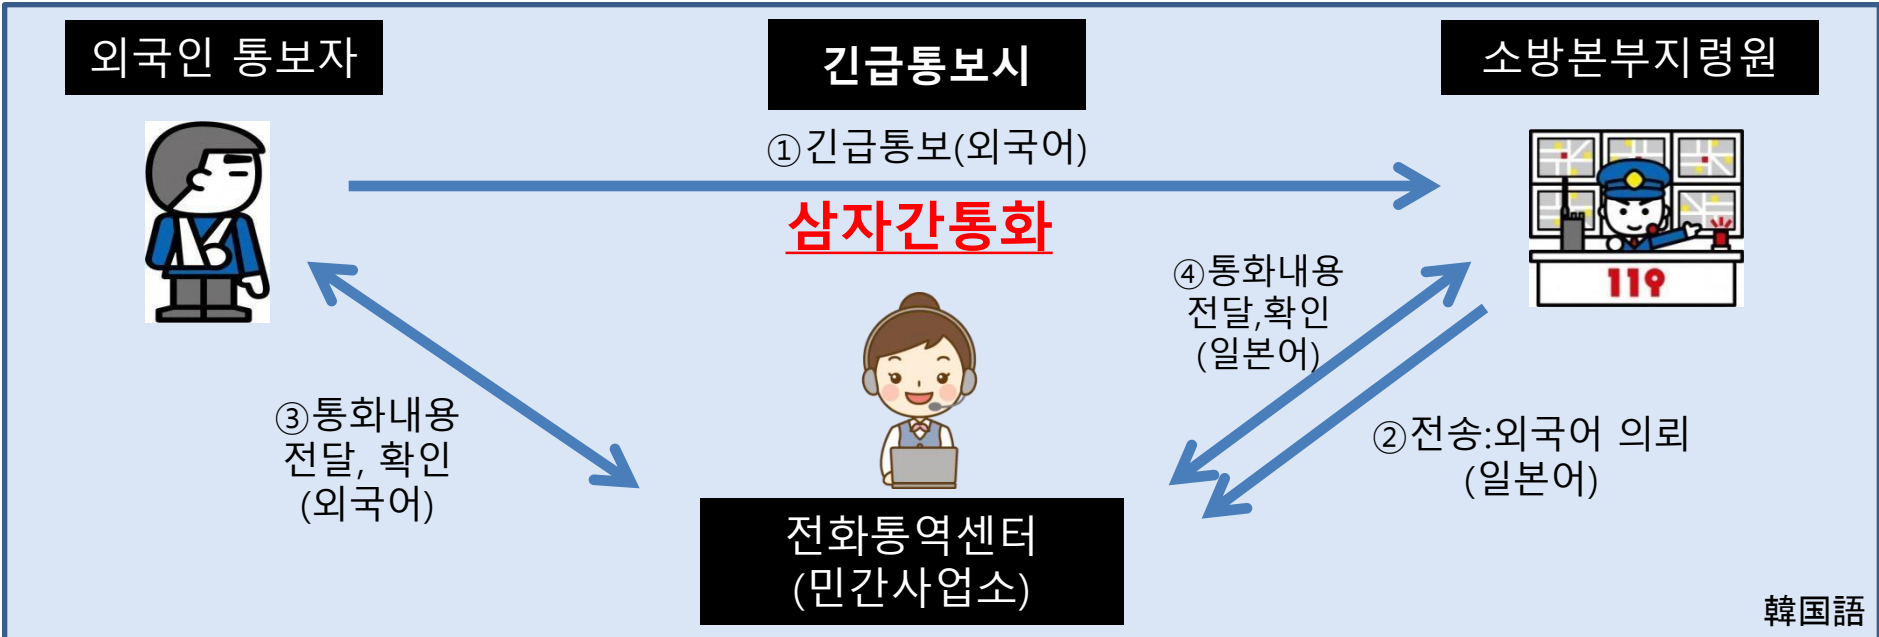 외국인 통보자
긴급통보시
소방본부지령원
①긴급통보(외국어)
삼자간통화
119
④통화내용
전달,확인
(일본어)
③통화내용
전달, 확인
(외국어)
②전송:외국어 의뢰
(일본어)
전화통역센터
(민간사업소)
韓国語